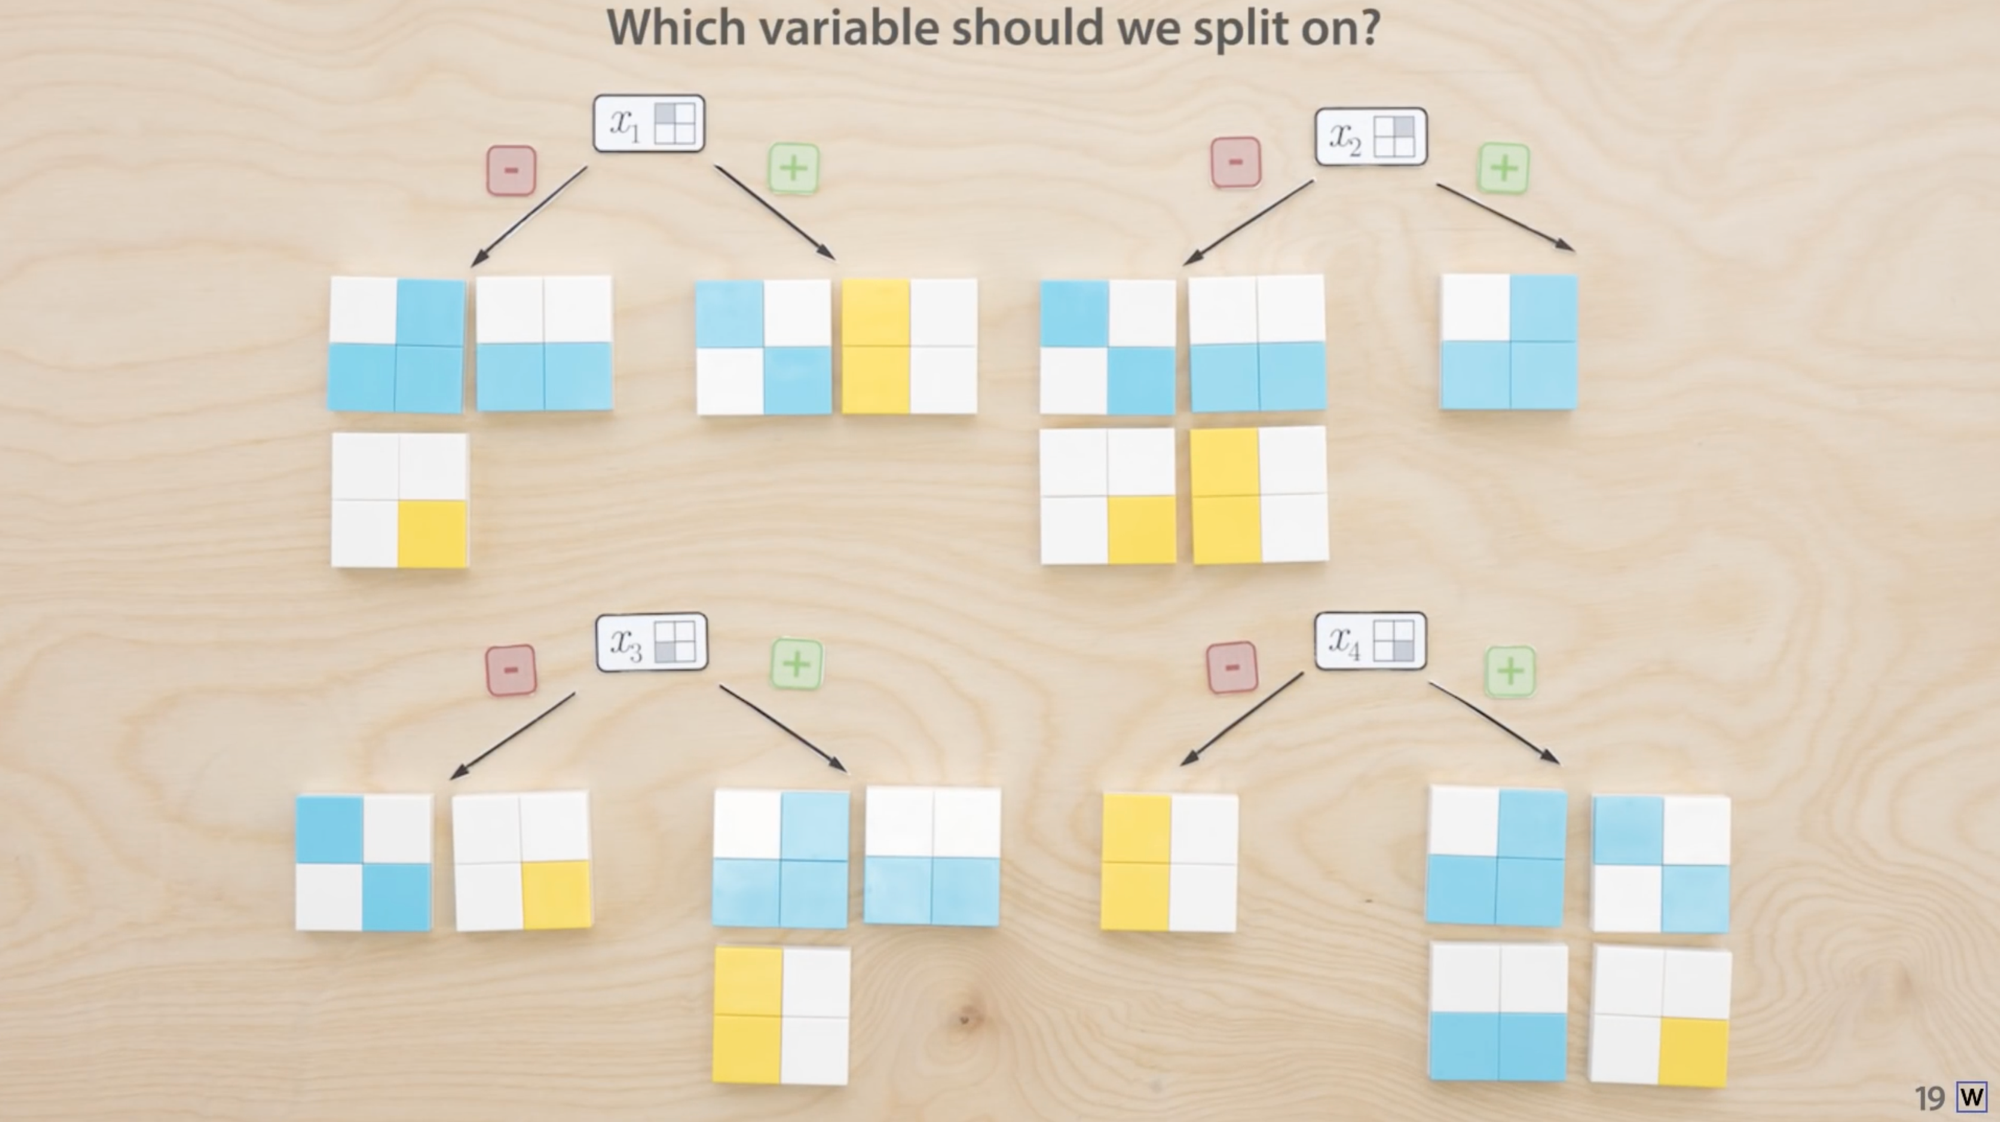 Which variable should we split on?
x1
x2
- +
- +
x3
x4
- +
- +
19 W